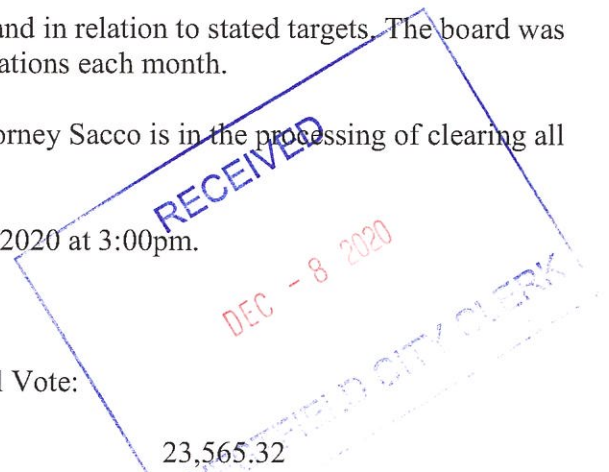 and in relation to stated targets. The board was
ations each month.
orney Sacco is in the processing of clearing all
RECEIVED
2020 at 3:00pm.
DEC - 8 2020
CITY CLERK
l Vote:
23,565.32